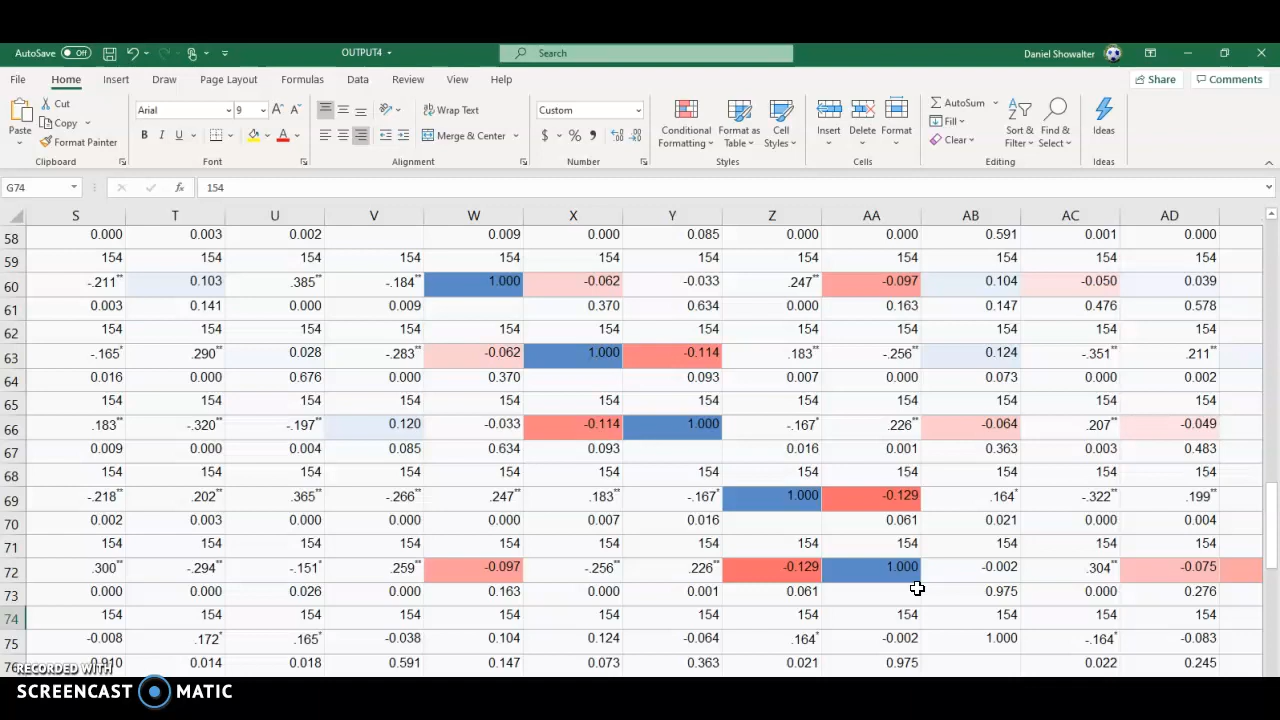 AutoSave Off OUTPUT4 Search Daniel Showalter
File Home Insert Draw Page Layout Formulas Data Review View Help Share Comments
Cut Arial 9 Wrap Text Custom AutoSum
Copy Fill
Paste Format Painter B I U Merge & Center $ % Conditional Formatting Format as Table Cell Styles Insert Delete Format Clear Sort & Filter Find & Select Ideas
Clipboard Font Alignment Number Styles Cells Editing Ideas
G74 fx 154
S T U V W X Y Z AA AB AC AD
58 0.000 0.003 0.002 0.009 0.000 0.085 0.000 0.000 0.591 0.001 0.000
59 154 154 154 154 154 154 154 154 154 154 154 154
60 -.211** 0.103 .385** -.184** 1.000 -0.062 -0.033 .247** -0.097 0.104 -0.050 0.039
61 0.003 0.141 0.000 0.009 0.370 0.634 0.000 0.163 0.147 0.476 0.578
62 154 154 154 154 154 154 154 154 154 154 154 154
63 -.165* .290** 0.028 -.283** -0.062 1.000 -0.114 .183** -.256** 0.124 -.351** .211**
64 0.016 0.000 0.676 0.000 0.370 0.093 0.007 0.000 0.073 0.000 0.002
65 154 154 154 154 154 154 154 154 154 154 154 154
66 .183** -.320** -.197** 0.120 -0.033 -0.114 1.000 -.167* .226** -0.064 .207** -0.049
67 0.009 0.000 0.004 0.085 0.634 0.093 0.016 0.001 0.363 0.003 0.483
68 154 154 154 154 154 154 154 154 154 154 154 154
69 -.218** .202** .365** -.266** .247** .183** -.167* 1.000 -0.129 .164* -.322** .199**
70 0.002 0.003 0.000 0.000 0.000 0.007 0.016 0.061 0.021 0.000 0.004
71 154 154 154 154 154 154 154 154 154 154 154 154
72 .300** -.294** -.151* .259** -0.097 -.256** .226** -0.129 1.000 -0.002 .304** -0.075
73 0.000 0.000 0.026 0.000 0.163 0.000 0.001 0.061 0.975 0.000 0.276
74 154 154 154 154 154 154 154 154 154 154 154 154
75 -0.008 .172* .165* -0.038 0.104 0.124 -0.064 .164* -0.002 1.000 -.164* -0.083
76 0.910 0.014 0.018 0.591 0.147 0.073 0.363 0.021 0.975 0.022 0.245
RECORDED WITH
SCREENCAST MATIC